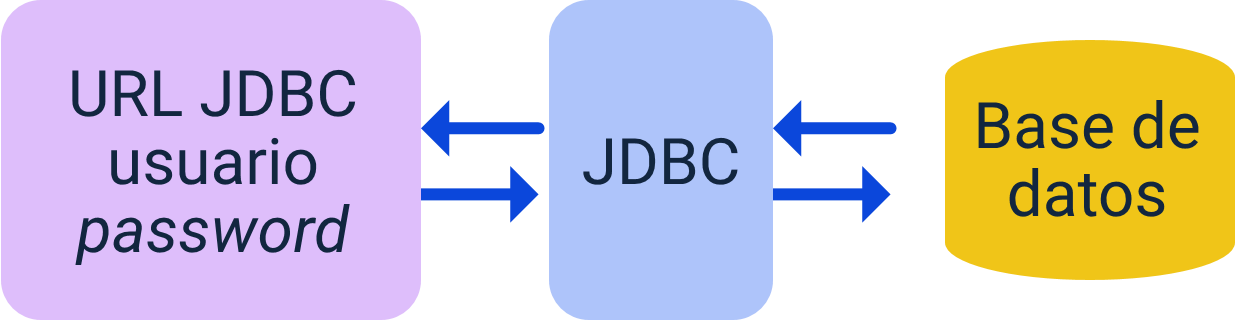 URL JDBC
usuario
password
JDBC
Base de
datos